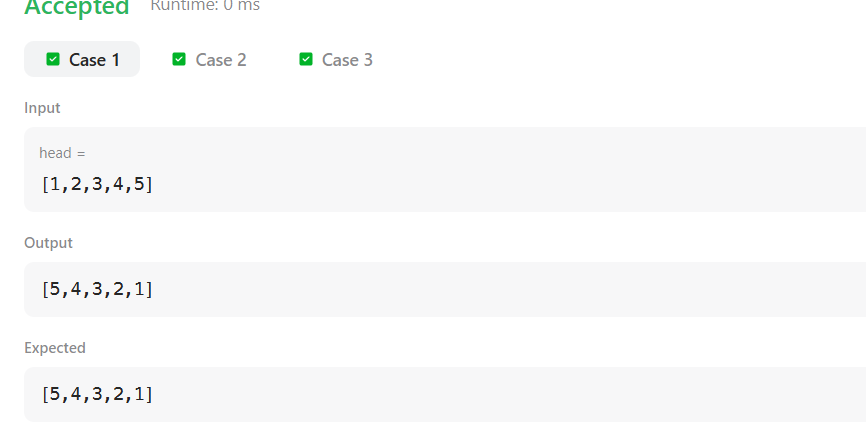 Accepted Runtime: 0 ms
Case 1 Case 2 Case 3
Input
head =
[1,2,3,4,5]
Output
[5,4,3,2,1]
Expected
[5,4,3,2,1]